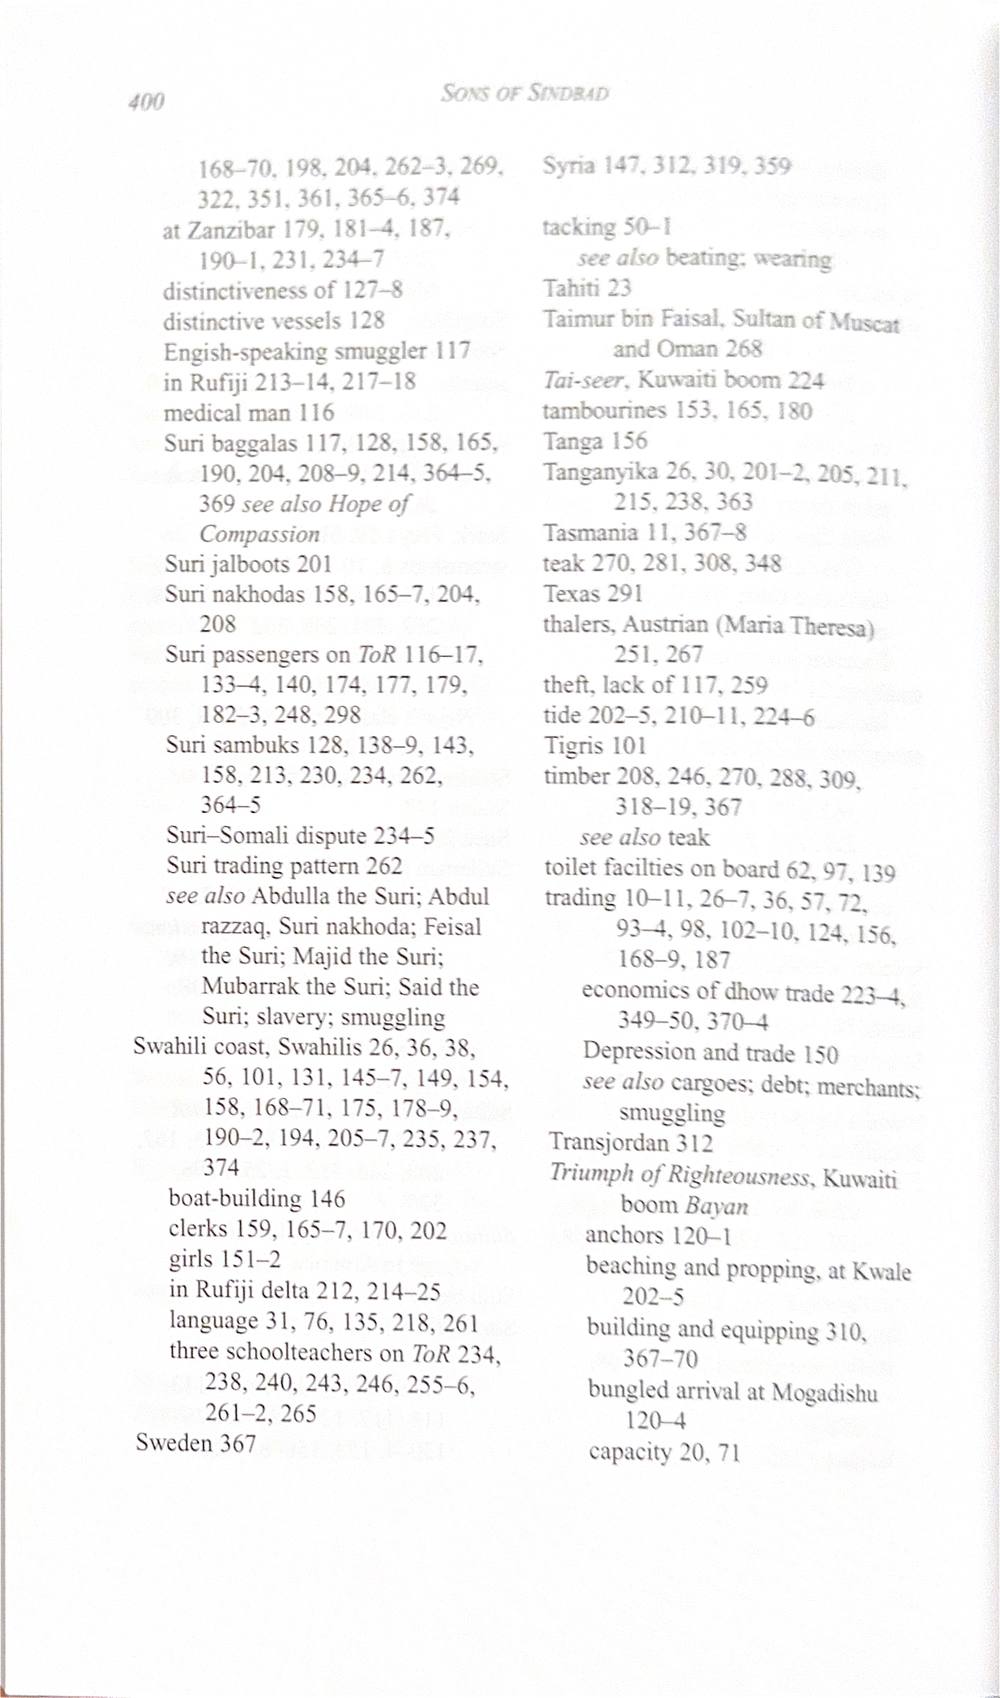 400
SONS OF SINDBAD
168–70, 198, 204, 262–3, 269,
322, 351, 361, 365–6, 374
at Zanzibar 179, 181–4, 187,
190–1, 231, 234–7
distinctiveness of 127–8
distinctive vessels 128
Engish-speaking smuggler 117
in Rufiji 213–14, 217–18
medical man 116
Suri baggalas 117, 128, 158, 165,
190, 204, 208–9, 214, 364–5,
369 see also Hope of
Compassion
Suri jalboots 201
Suri nakhodas 158, 165–7, 204,
208
Suri passengers on ToR 116–17,
133–4, 140, 174, 177, 179,
182–3, 248, 298
Suri sambuks 128, 138–9, 143,
158, 213, 230, 234, 262,
364–5
Suri–Somali dispute 234–5
Suri trading pattern 262
see also Abdulla the Suri; Abdul
razzaq, Suri nakhoda; Feisal
the Suri; Majid the Suri;
Mubarrak the Suri; Said the
Suri; slavery; smuggling
Swahili coast, Swahilis 26, 36, 38,
56, 101, 131, 145–7, 149, 154,
158, 168–71, 175, 178–9,
190–2, 194, 205–7, 235, 237,
374
boat-building 146
clerks 159, 165–7, 170, 202
girls 151–2
in Rufiji delta 212, 214–25
language 31, 76, 135, 218, 261
three schoolteachers on ToR 234,
238, 240, 243, 246, 255–6,
261–2, 265
Sweden 367
Syria 147, 312, 319, 359
tacking 50–1
see also beating; wearing
Tahiti 23
Taimur bin Faisal, Sultan of Muscat
and Oman 268
Tai-seer, Kuwaiti boom 224
tambourines 153, 165, 180
Tanga 156
Tanganyika 26, 30, 201–2, 205, 211,
215, 238, 363
Tasmania 11, 367–8
teak 270, 281, 308, 348
Texas 291
thalers, Austrian (Maria Theresa)
251, 267
theft, lack of 117, 259
tide 202–5, 210–11, 224–6
Tigris 101
timber 208, 246, 270, 288, 309,
318–19, 367
see also teak
toilet facilties on board 62, 97, 139
trading 10–11, 26–7, 36, 57, 72,
93–4, 98, 102–10, 124, 156,
168–9, 187
economics of dhow trade 223–4,
349–50, 370–4
Depression and trade 150
see also cargoes; debt; merchants;
smuggling
Transjordan 312
Triumph of Righteousness, Kuwaiti
boom Bayan
anchors 120–1
beaching and propping, at Kwale
202–5
building and equipping 310,
367–70
bungled arrival at Mogadishu
120–4
capacity 20, 71